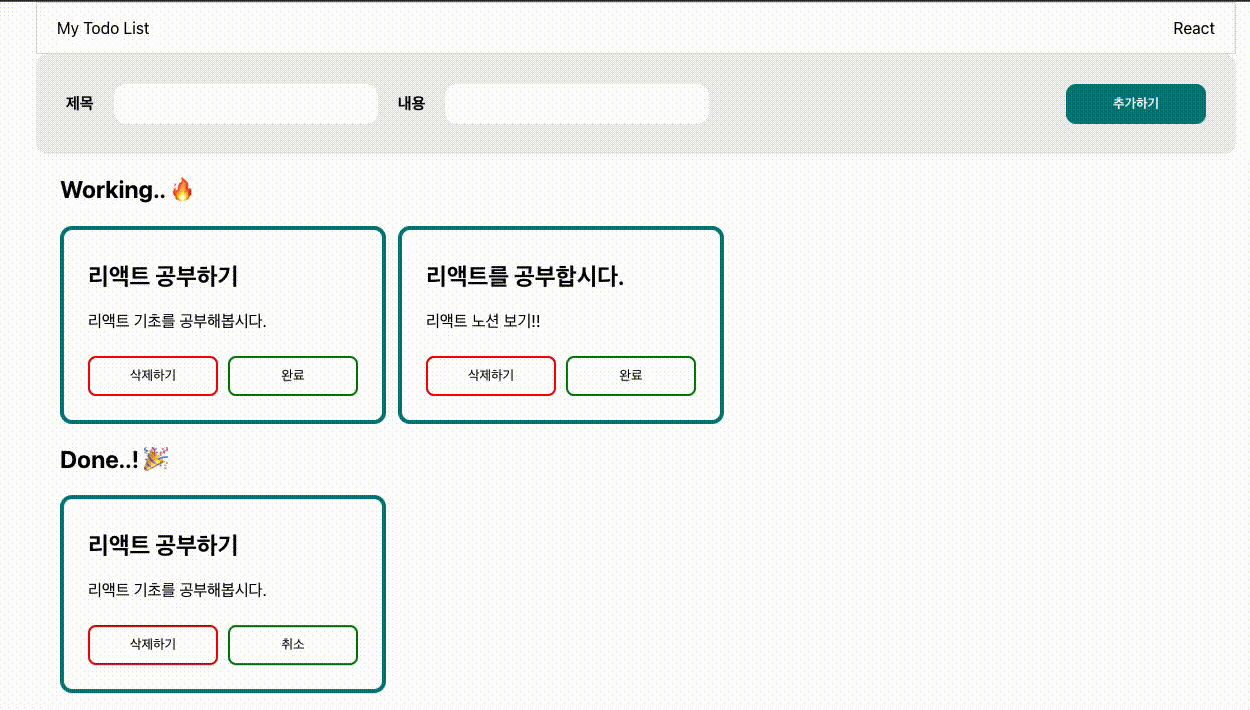 My Todo List
React
제목
내용
추가하기
Working.. 🔥
리액트 공부하기
리액트 기초를 공부해봅시다.
삭제하기
완료
리액트를 공부합시다.
리액트 노션 보기!!
삭제하기
완료
Done..! 🎉
리액트 공부하기
리액트 기초를 공부해봅시다.
삭제하기
취소